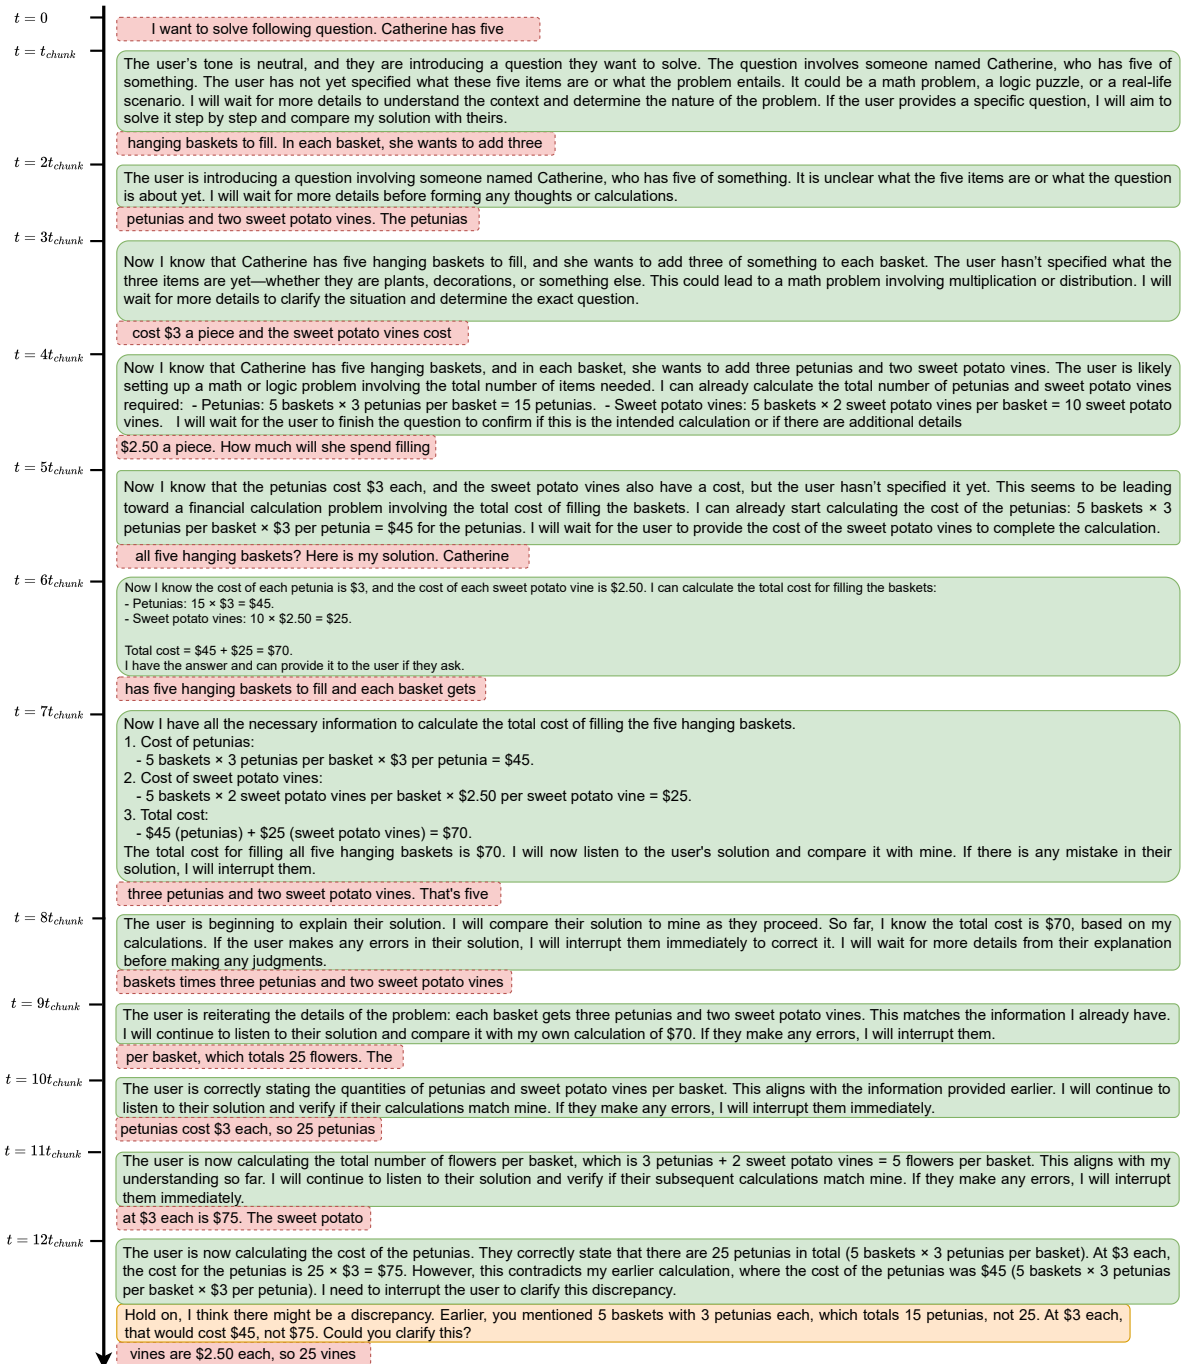 t = 0
I want to solve following question. Catherine has five
t = t_chunk
The user's tone is neutral, and they are introducing a question they want to solve. The question involves someone named Catherine, who has five of
something. The user has not yet specified what these five items are or what the problem entails. It could be a math problem, a logic puzzle, or a real-life
scenario. I will wait for more details to understand the context and determine the nature of the problem. If the user provides a specific question, I will aim to
solve it step by step and compare my solution with theirs.
hanging baskets to fill. In each basket, she wants to add three
t = 2t_chunk
The user is introducing a question involving someone named Catherine, who has five of something. It is unclear what the five items are or what the question
is about yet. I will wait for more details before forming any thoughts or calculations.
petunias and two sweet potato vines. The petunias
t = 3t_chunk
Now I know that Catherine has five hanging baskets to fill, and she wants to add three of something to each basket. The user hasn't specified what the
three items are yet—whether they are plants, decorations, or something else. This could lead to a math problem involving multiplication or distribution. I will
wait for more details to clarify the situation and determine the exact question.
cost $3 a piece and the sweet potato vines cost
t = 4t_chunk
Now I know that Catherine has five hanging baskets, and in each basket, she wants to add three petunias and two sweet potato vines. The user is likely
setting up a math or logic problem involving the total number of items needed. I can already calculate the total number of petunias and sweet potato vines
required:  - Petunias: 5 baskets × 3 petunias per basket = 15 petunias.  - Sweet potato vines: 5 baskets × 2 sweet potato vines per basket = 10 sweet potato
vines.   I will wait for the user to finish the question to confirm if this is the intended calculation or if there are additional details
$2.50 a piece. How much will she spend filling
t = 5t_chunk
Now I know that the petunias cost $3 each, and the sweet potato vines also have a cost, but the user hasn't specified it yet. This seems to be leading
toward a financial calculation problem involving the total cost of filling the baskets. I can already start calculating the cost of the petunias: 5 baskets × 3
petunias per basket × $3 per petunia = $45 for the petunias. I will wait for the user to provide the cost of the sweet potato vines to complete the calculation.
all five hanging baskets? Here is my solution. Catherine
t = 6t_chunk
Now I know the cost of each petunia is $3, and the cost of each sweet potato vine is $2.50. I can calculate the total cost for filling the baskets:
- Petunias: 15 × $3 = $45.
- Sweet potato vines: 10 × $2.50 = $25.
Total cost = $45 + $25 = $70.
I have the answer and can provide it to the user if they ask.
has five hanging baskets to fill and each basket gets
t = 7t_chunk
Now I have all the necessary information to calculate the total cost of filling the five hanging baskets.
1. Cost of petunias:
- 5 baskets × 3 petunias per basket × $3 per petunia = $45.
2. Cost of sweet potato vines:
- 5 baskets × 2 sweet potato vines per basket × $2.50 per sweet potato vine = $25.
3. Total cost:
- $45 (petunias) + $25 (sweet potato vines) = $70.
The total cost for filling all five hanging baskets is $70. I will now listen to the user's solution and compare it with mine. If there is any mistake in their
solution, I will interrupt them.
three petunias and two sweet potato vines. That's five
t = 8t_chunk
The user is beginning to explain their solution. I will compare their solution to mine as they proceed. So far, I know the total cost is $70, based on my
calculations. If the user makes any errors in their solution, I will interrupt them immediately to correct it. I will wait for more details from their explanation
before making any judgments.
baskets times three petunias and two sweet potato vines
t = 9t_chunk
The user is reiterating the details of the problem: each basket gets three petunias and two sweet potato vines. This matches the information I already have.
I will continue to listen to their solution and compare it with my own calculation of $70. If they make any errors, I will interrupt them.
per basket, which totals 25 flowers. The
t = 10t_chunk
The user is correctly stating the quantities of petunias and sweet potato vines per basket. This aligns with the information provided earlier. I will continue to
listen to their solution and verify if their calculations match mine. If they make any errors, I will interrupt them immediately.
petunias cost $3 each, so 25 petunias
t = 11t_chunk
The user is now calculating the total number of flowers per basket, which is 3 petunias + 2 sweet potato vines = 5 flowers per basket. This aligns with my
understanding so far. I will continue to listen to their solution and verify if their subsequent calculations match mine. If they make any errors, I will interrupt
them immediately.
at $3 each is $75. The sweet potato
t = 12t_chunk
The user is now calculating the cost of the petunias. They correctly state that there are 25 petunias in total (5 baskets × 3 petunias per basket). At $3 each,
the cost for the petunias is 25 × $3 = $75. However, this contradicts my earlier calculation, where the cost of the petunias was $45 (5 baskets × 3 petunias
per basket × $3 per petunia). I need to interrupt the user to clarify this discrepancy.
Hold on, I think there might be a discrepancy. Earlier, you mentioned 5 baskets with 3 petunias each, which totals 15 petunias, not 25. At $3 each,
that would cost $45, not $75. Could you clarify this?
vines are $2.50 each, so 25 vines